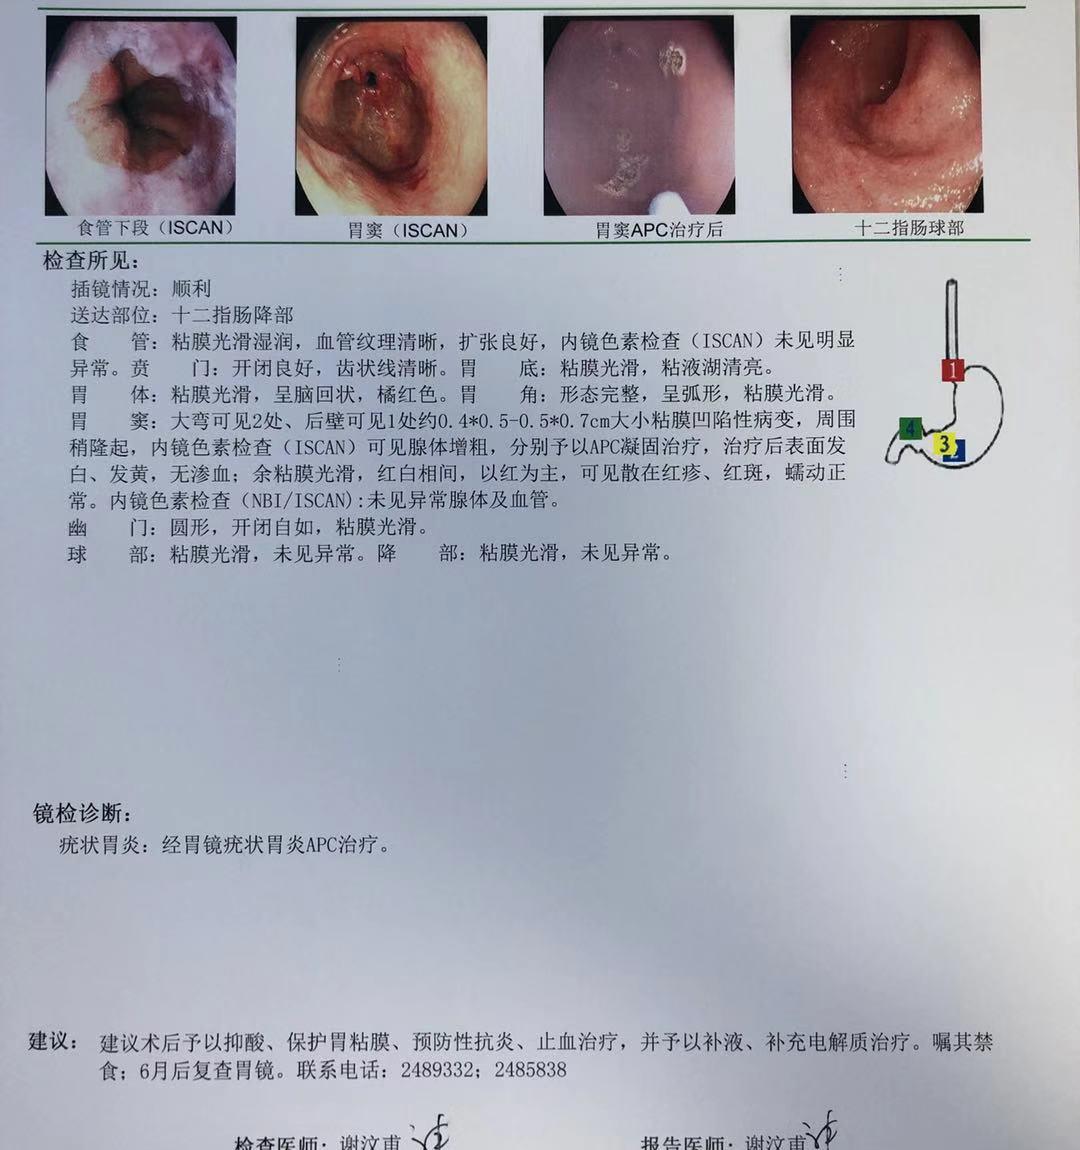 食管下段（ISCAN）
胃窦（ISCAN）
胃窦APC治疗后
十二指肠球部
检查所见：
插镜情况：顺利
送达部位：十二指肠降部
食 管：粘膜光滑湿润，血管纹理清晰，扩张良好，内镜色素检查（ISCAN）未见明显
异常。贲 门：开闭良好，齿状线清晰。胃 底：粘膜光滑，粘液湖清亮。
胃 体：粘膜光滑，呈脑回状，橘红色。胃 角：形态完整，呈弧形，粘膜光滑。
胃 窦：大弯可见2处、后壁可见1处约0.4*0.5-0.5*0.7cm大小粘膜凹陷性病变，周围
稍隆起，内镜色素检查（ISCAN）可见腺体增粗，分别予以APC凝固治疗，治疗后表面发
白、发黄，无渗血；余粘膜光滑，红白相间，以红为主，可见散在红疹、红斑，蠕动正
常。内镜色素检查（NBI/ISCAN）:未见异常腺体及血管。
幽 门：圆形，开闭自如，粘膜光滑。
球 部：粘膜光滑，未见异常。降 部：粘膜光滑，未见异常。
1
4
3
2
镜检诊断：
疣状胃炎：经胃镜疣状胃炎APC治疗。
建议：建议术后予以抑酸、保护胃粘膜、预防性抗炎、止血治疗，并予以补液、补充电解质治疗。嘱其禁
食；6月后复查胃镜。联系电话：2489332；2485838
检查医师：谢汶甫
报告医师：谢汶甫